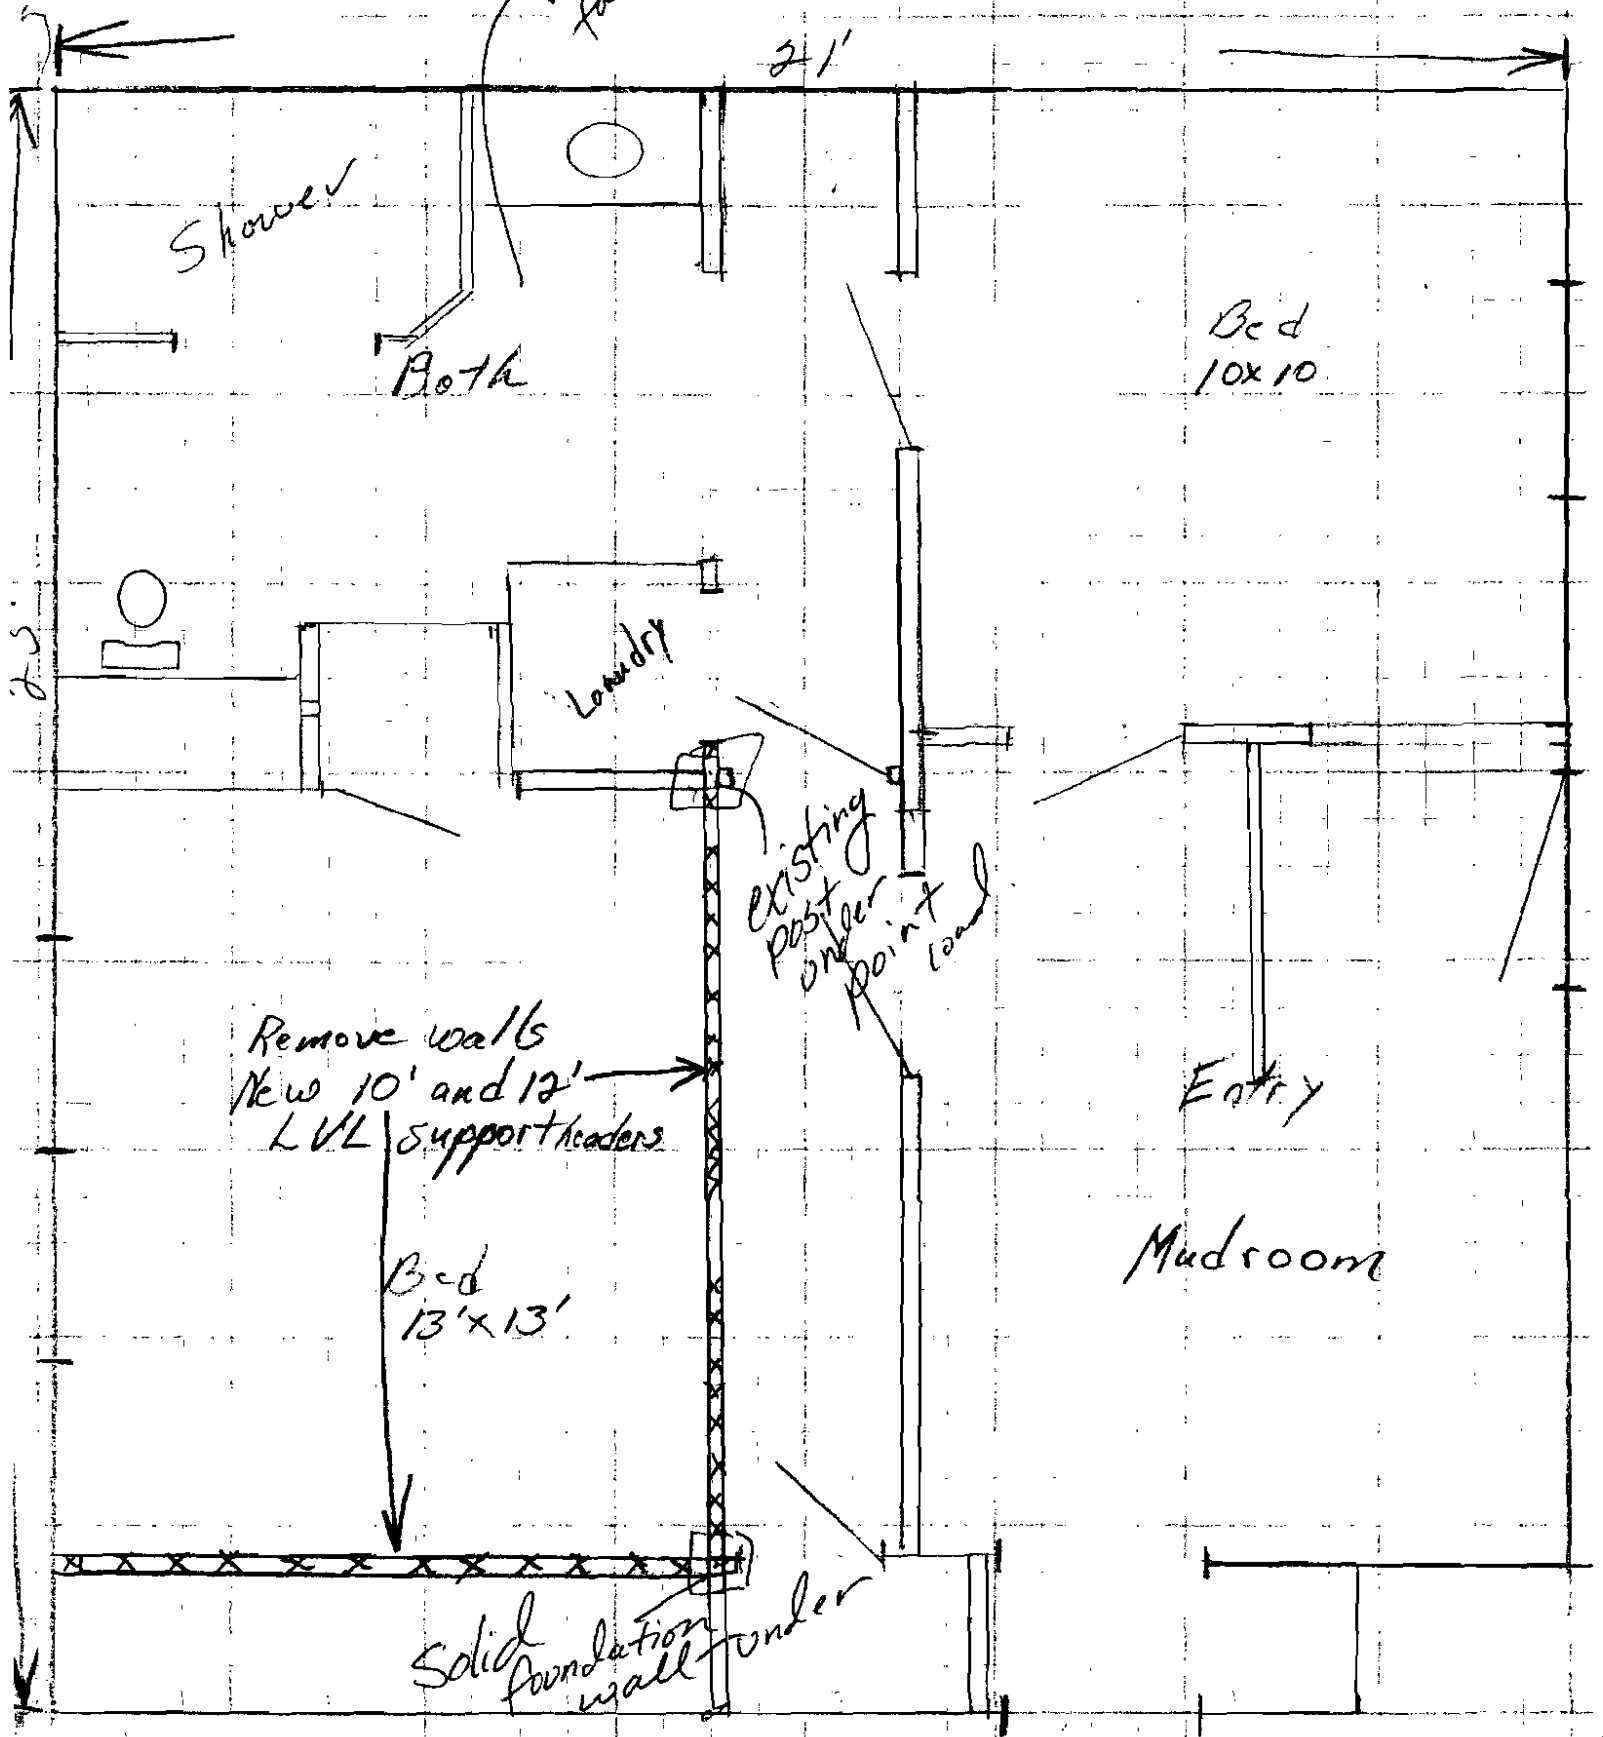 21'
Shower
Bath
Bed
10x10
25'
Laundry
existing
post
under
point
load
Remove walls
New 10' and 12'
LVL support headers
Entry
Mudroom
Bed
13'x13'
Solid
foundation
wall under